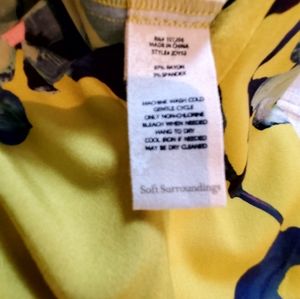 MADE IN CHINA
RAYON
SPANDEX
MACHINE WASH COLD
GENTLE CYCLE
ONLY NON-CHLORINE
BLEACH WHEN NEEDED
HANG TO DRY
COOL IRON IF NEEDED
MAY BE DRY CLEANED
Soft Surroundings